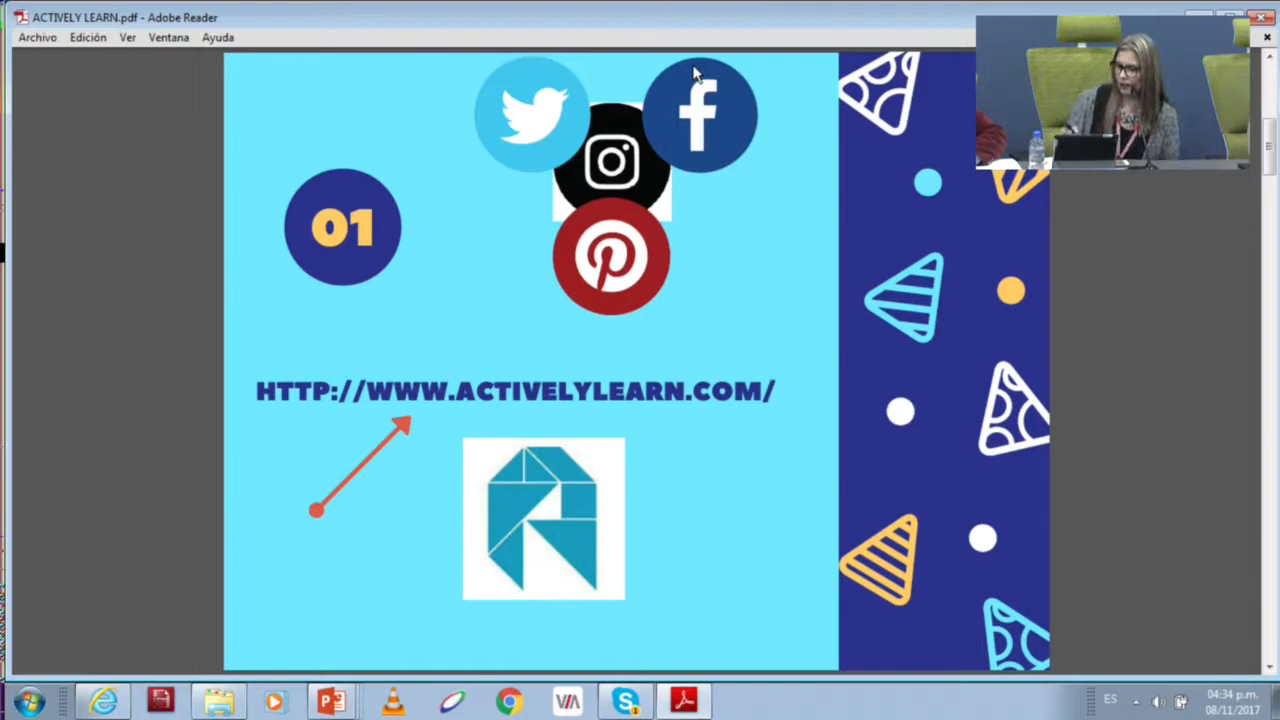 ACTIVELY LEARN.pdf - Adobe Reader
Archivo Edición Ver Ventana Ayuda
01
HTTP://WWW.ACTIVELYLEARN.COM/
VIA
ES
04:34 p.m.
08/11/2017